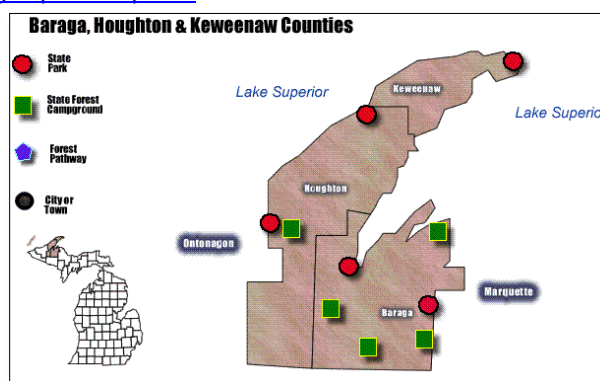 Baraga, Houghton & Keweenaw Counties
State
Park
State Forest
Campground
Forest
Pathway
City or
Town
Lake Superior
Keweenaw
Lake Superio
Houghton
Ontonagon
Marquette
Baraga